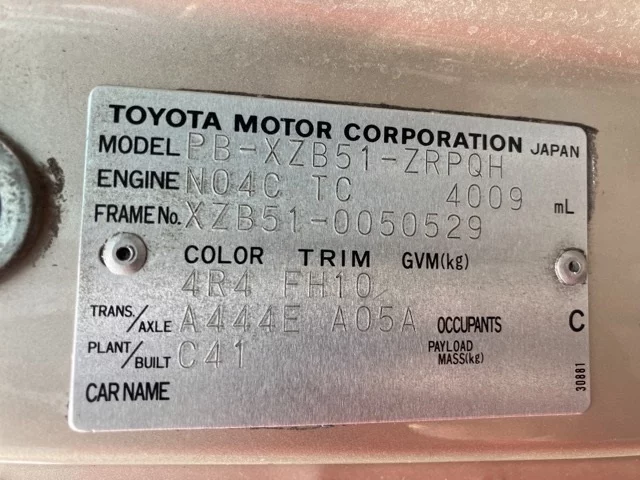 TOYOTA MOTOR CORPORATION JAPAN
MODEL PB-XZB51-ZRPQH
ENGINE N04C TC 4009 mL
FRAME No. XZB51-0050529
COLOR TRIM GVM(kg)
4R4 FH10
TRANS./AXLE A444E A05A OCCUPANTS C
PLANT/BUILT C41 PAYLOAD MASS(kg)
CAR NAME
30881